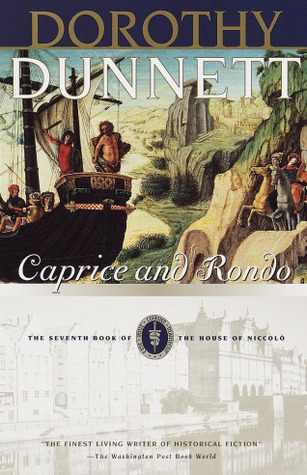 DOROTHY
DUNNETT
Caprice and Rondo
THE SEVENTH BOOK OF THE HOUSE OF NICCOLÒ
"THE FINEST LIVING WRITER OF HISTORICAL FICTION"
—The Washington Post Book World